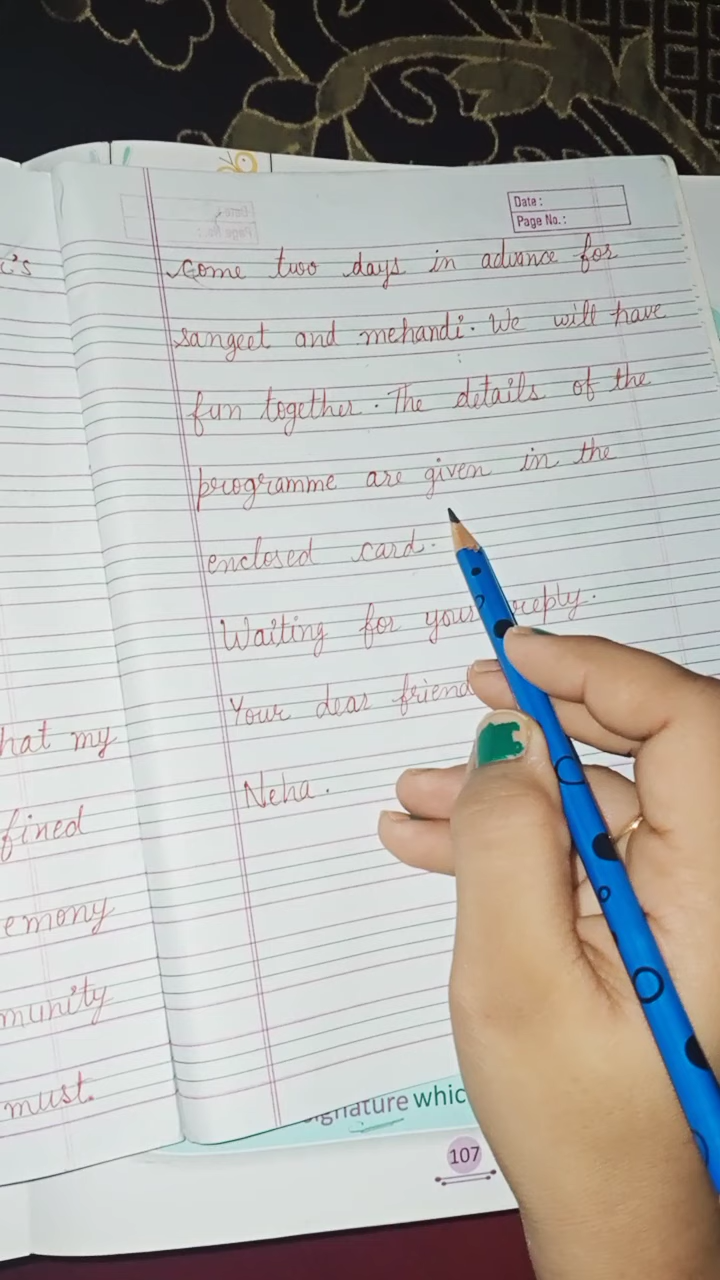 Date :
Page No. :
come two days in advance for
sangeet and mehandi. We will have
fun together. The details of the
programme are given in the
enclosed card.
Waiting for your reply.
Your dear friend
Neha.
hat my
fined
emony
munity
must.
signature whic
107